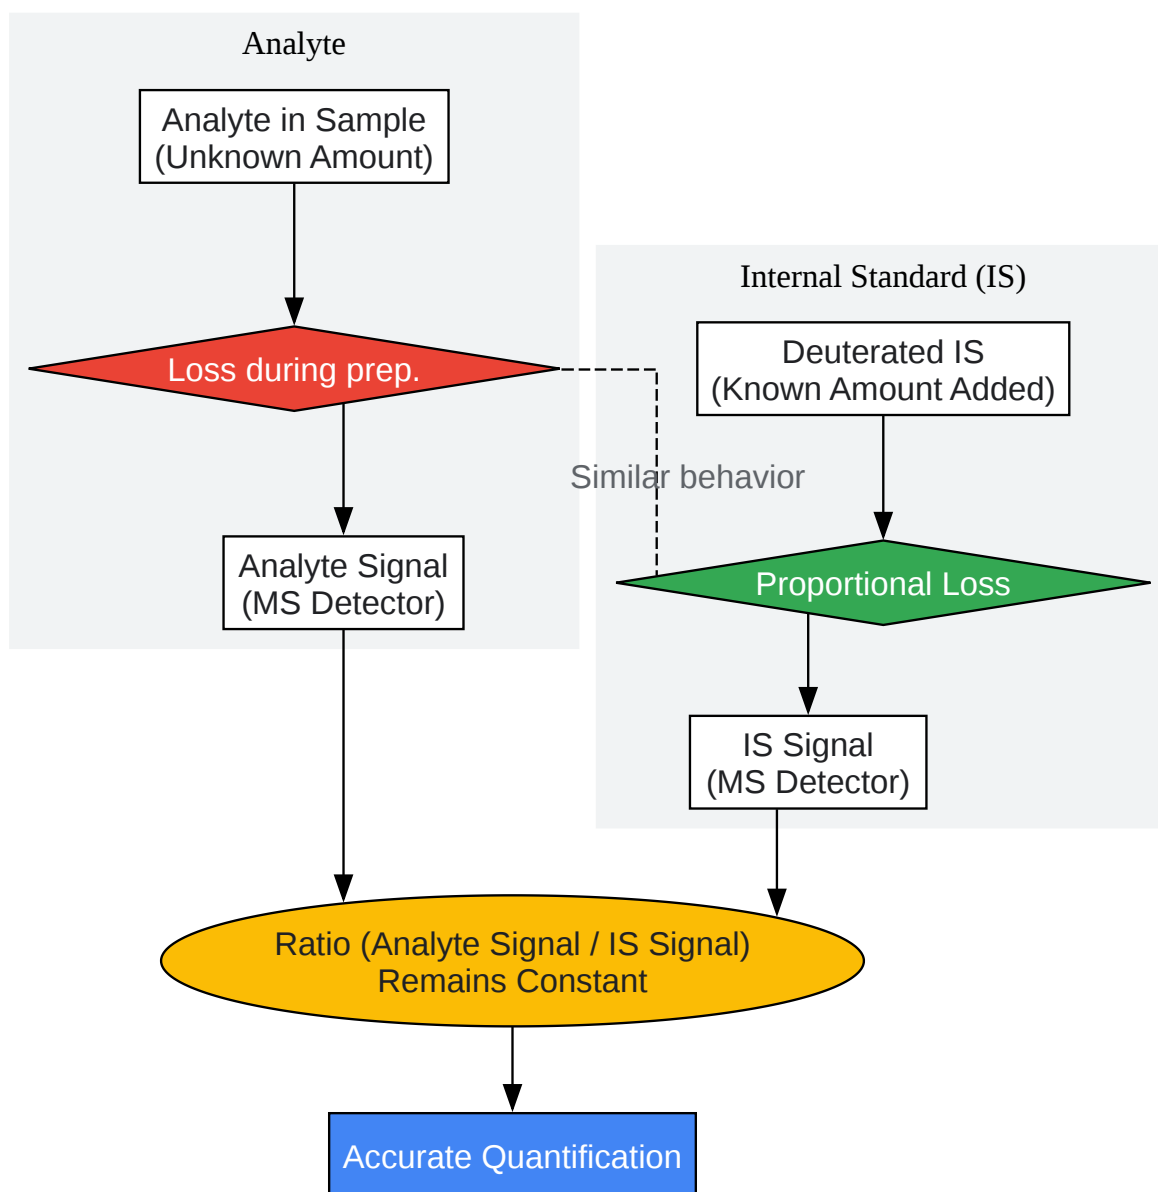 Analyte
Analyte in Sample
(Unknown Amount)
Internal Standard (IS)
Deuterated IS
(Known Amount Added)
Loss during prep.
Similar behavior
Analyte Signal
(MS Detector)
Proportional Loss
IS Signal
(MS Detector)
Ratio (Analyte Signal / IS Signal)
Remains Constant
Accurate Quantification